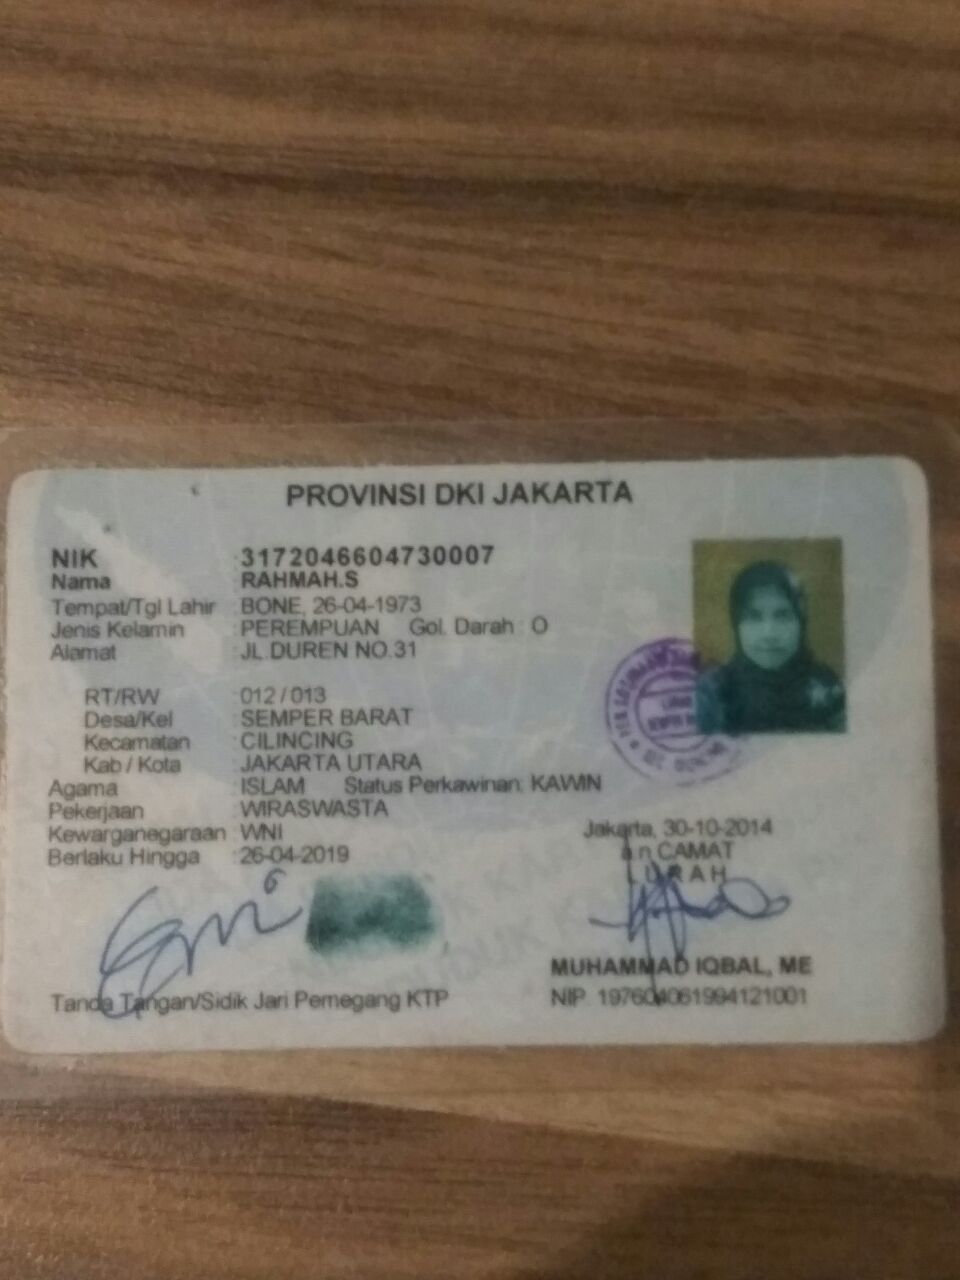 PROVINSI DKI JAKARTA
NIK : 3172046604730007
Nama : RAHMAH.S
Tempat/Tgl Lahir : BONE, 26-04-1973
Jenis Kelamin : PEREMPUAN Gol. Darah : O
Alamat : JL DUREN NO.31
RT/RW : 012 / 013
Desa/Kel : SEMPER BARAT
Kecamatan : CILINCING
Kab / Kota : JAKARTA UTARA
Agama : ISLAM Status Perkawinan: KAWIN
Pekerjaan : WIRASWASTA
Kewarganegaraan : WNI
Berlaku Hingga : 26-04-2019
Jakarta, 30-10-2014
a.n CAMAT
LURAH
MUHAMMAD IQBAL, ME
NIP. 197604061994121001
Tanda Tangan/Sidik Jari Pemegang KTP